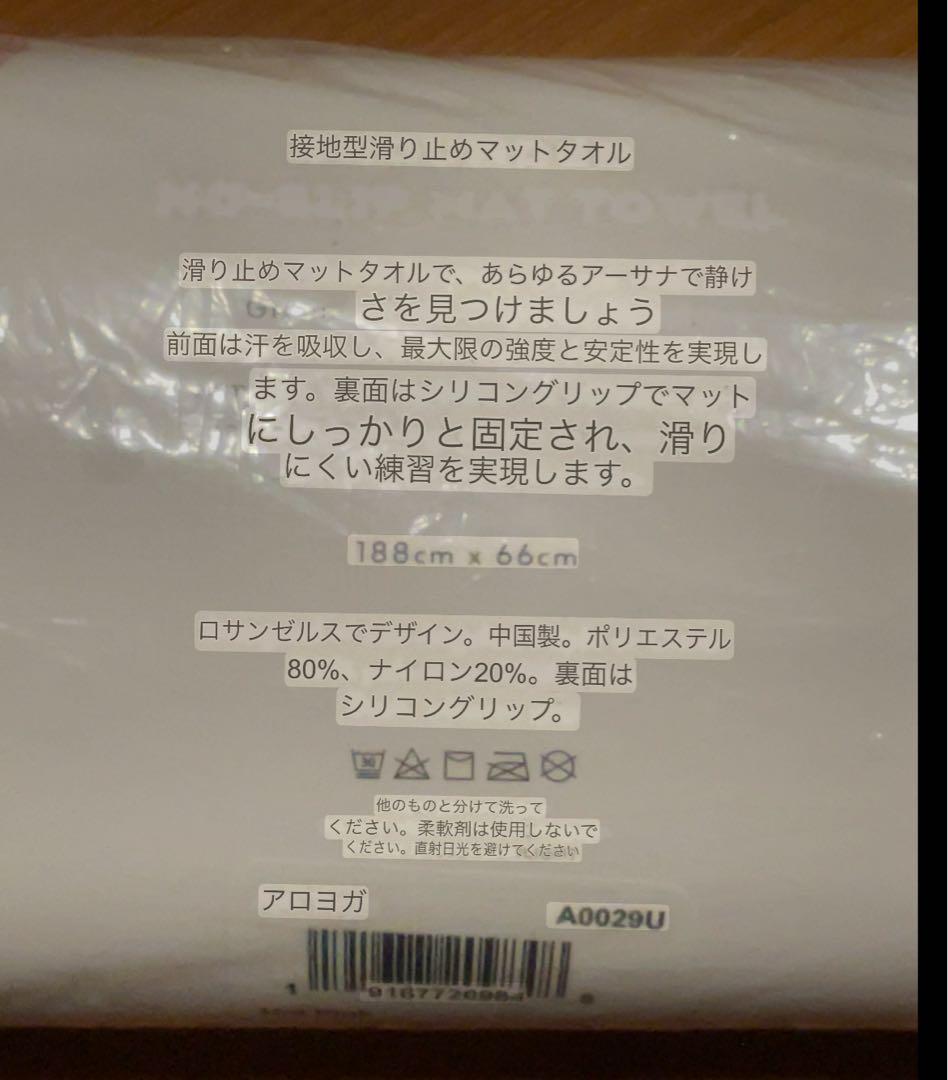 接地型滑り止めマットタオル
NO-SLIP MAT TOWEL
滑り止めマットタオルで、あらゆるアーサナで静け
さを見つけましょう
前面は汗を吸収し、最大限の強度と安定性を実現し
ます。裏面はシリコングリップでマット
にしっかりと固定され、滑り
にくい練習を実現します。
188cm x 66cm
ロサンゼルスでデザイン。中国製。ポリエステル
80%、ナイロン20%。裏面は
シリコングリップ。
30
他のものと分けて洗って
ください。柔軟剤は使用しないで
ください。直射日光を避けてください
アロヨガ
A0029U